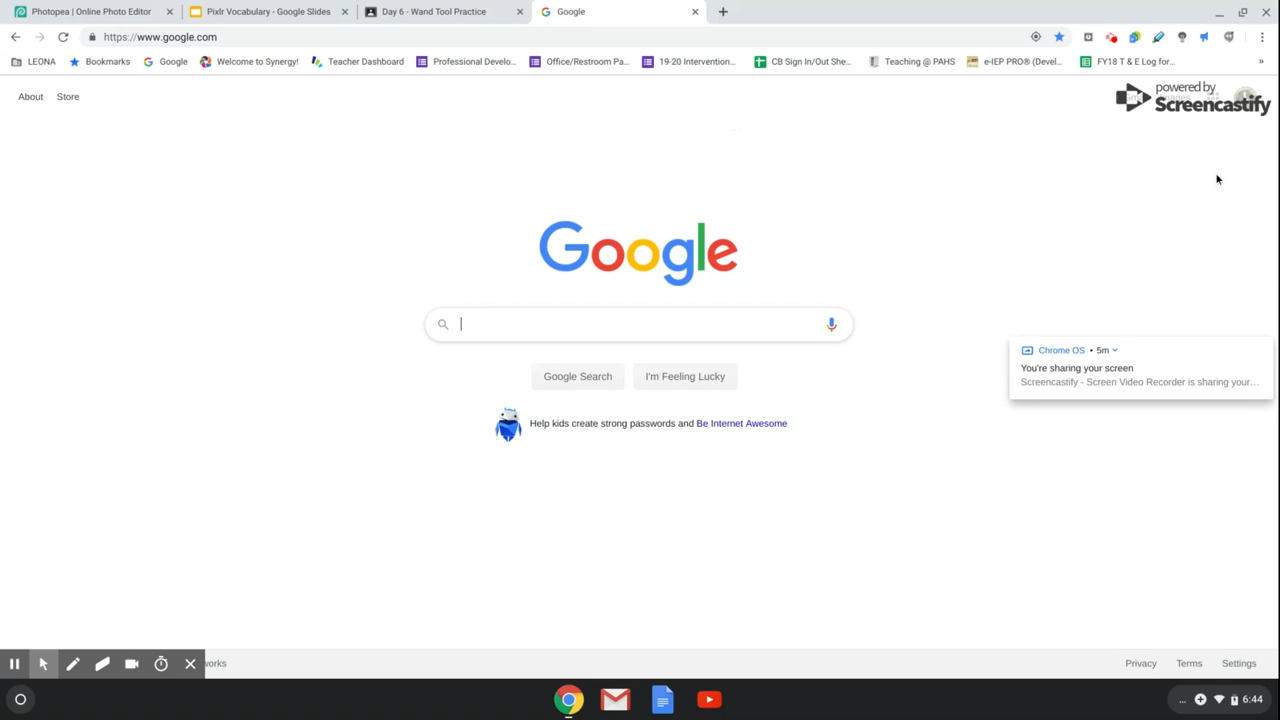 Photopea | Online Photo Editor
Pixlr Vocabulary - Google Slides
Day 6 - Wand Tool Practice
Google
https://www.google.com
LEONA
Bookmarks
Google
Welcome to Synergy!
Teacher Dashboard
Professional Develo...
Office/Restroom Pa...
19-20 Intervention...
CB Sign In/Out She...
Teaching @ PAHS
e-IEP PRO® (Devel...
FY18 T & E Log for...
»
About Store
powered by
Screencastify
Google
Chrome OS • 5m
You're sharing your screen
Screencastify - Screen Video Recorder is sharing your...
Google Search
I'm Feeling Lucky
Help kids create strong passwords and Be Internet Awesome
works
Privacy Terms Settings
6:44